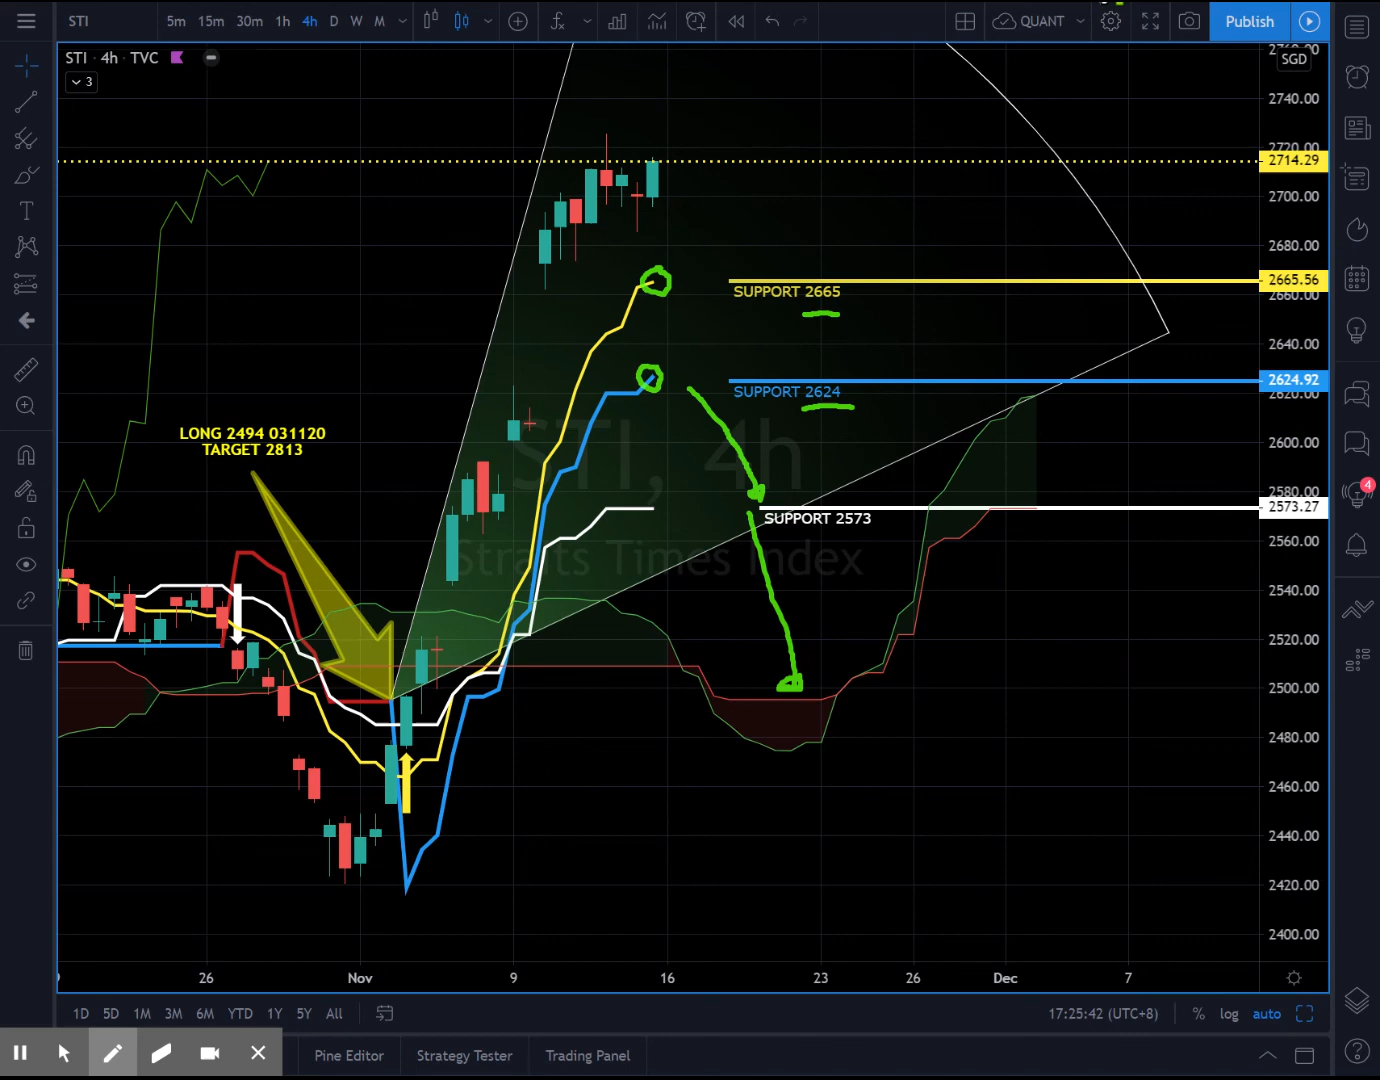 STI 5m 15m 30m 1h 4h D W M QUANT Publish
STI · 4h · TVC
3
SGD
2740.00
2720.00
2714.29
2700.00
2680.00
2665.56
2660.00
2640.00
2624.92
2620.00
2600.00
2580.00
2573.27
2560.00
2540.00
2520.00
2500.00
2480.00
2460.00
2440.00
2420.00
2400.00
SUPPORT 2665
SUPPORT 2624
LONG 2494 031120
TARGET 2813
STI, 4h
SUPPORT 2573
Straits Times Index
4
26 Nov 9 16 23 26 Dec 7
1D 5D 1M 3M 6M YTD 1Y 5Y All 17:25:42 (UTC+8) % log auto
Pine Editor Strategy Tester Trading Panel